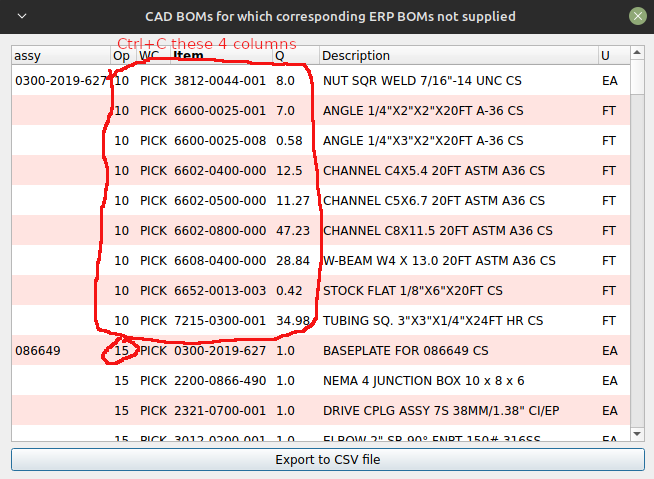 CAD BOMs for which corresponding ERP BOMs not supplied
Ctrl+C these 4 columns
assy Op WC Item Q Description U
0300-2019-627 10 PICK 3812-0044-001 8.0 NUT SQR WELD 7/16"-14 UNC CS EA
10 PICK 6600-0025-001 7.0 ANGLE 1/4"X2"X2"X20FT A-36 CS FT
10 PICK 6600-0025-008 0.58 ANGLE 1/4"X3"X2"X20FT A-36 CS FT
10 PICK 6602-0400-000 12.5 CHANNEL C4X5.4 20FT ASTM A36 CS FT
10 PICK 6602-0500-000 11.27 CHANNEL C5X6.7 20FT ASTM A36 CS FT
10 PICK 6602-0800-000 47.23 CHANNEL C8X11.5 20FT ASTM A36 CS FT
10 PICK 6608-0400-000 28.84 W-BEAM W4 X 13.0 20FT ASTM A36 CS FT
10 PICK 6652-0013-003 0.42 STOCK FLAT 1/8"X6"X20FT CS FT
10 PICK 7215-0300-001 34.98 TUBING SQ. 3"X3"X1/4"X24FT HR CS FT
086649 15 PICK 0300-2019-627 1.0 BASEPLATE FOR 086649 CS EA
15 PICK 2200-0866-490 1.0 NEMA 4 JUNCTION BOX 10 x 8 x 6 EA
15 PICK 2321-0700-001 1.0 DRIVE CPLG ASSY 7S 38MM/1.38" CI/EP EA
15 PICK 3012-0200-001 1.0 ELBOW 2" SR 90° FNPT 150# 316SS EA
Export to CSV file